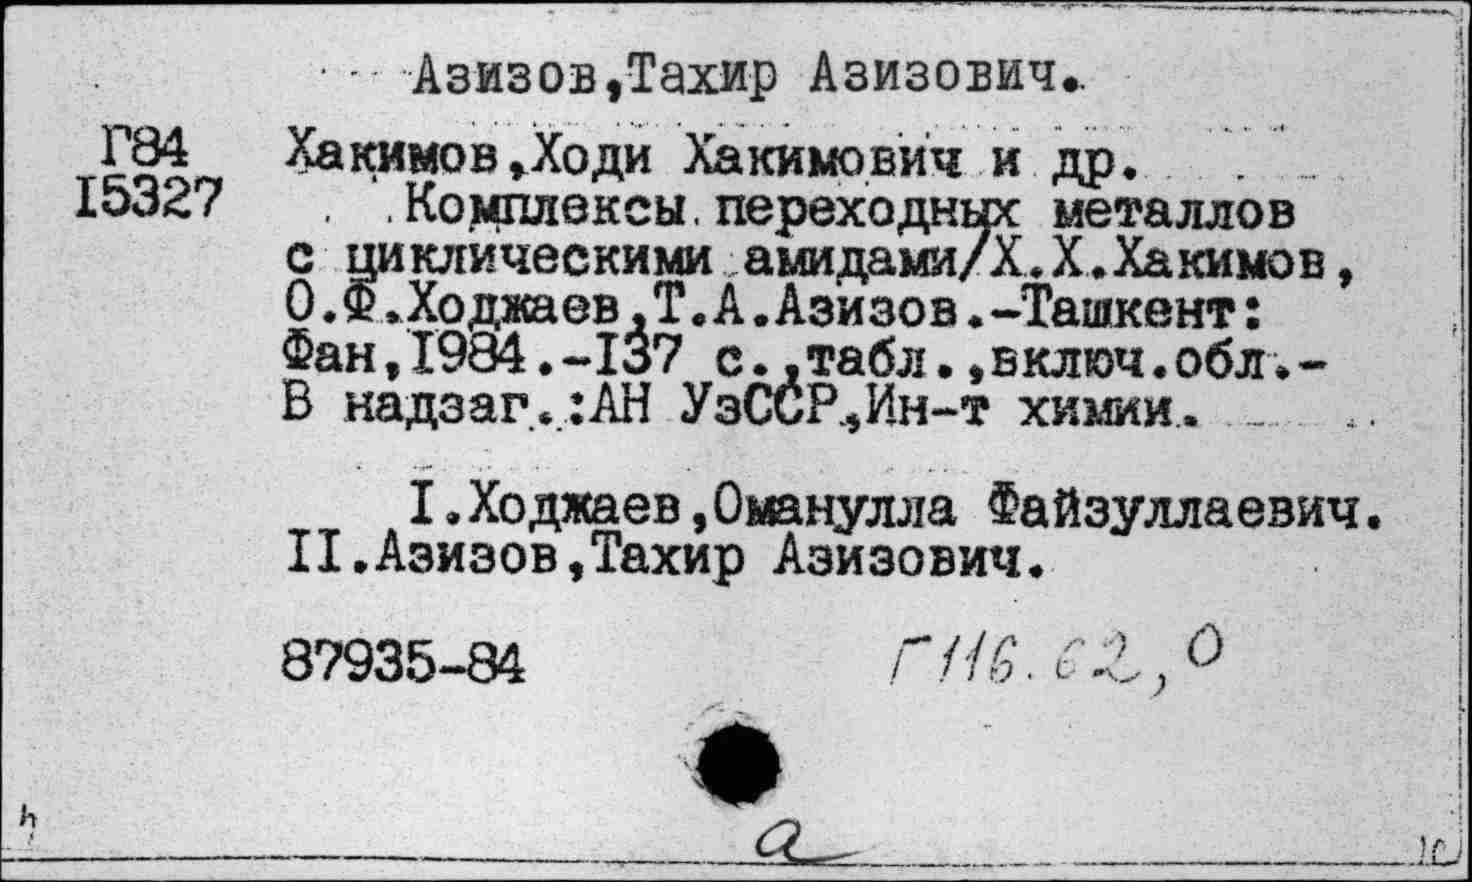 Азизов,Тахир Азизович.
Г84
I5327
Хакимов,Ходи Хакимович и др.
Комплексы переходных металлов
с циклическими амидами/Х.Х.Хакимов,
О.Ф.Ходжаев,Т.А.Азизов.-Ташкент:
Фан,I984.-I37 с.,табл.,включ.обл.-
В надзаг.:АН УзССР,Ин-т химии.
I.Ходжаев,Оманулла Файзуллаевич.
II.Азизов,Тахир Азизович.
87935-84
Г116.62,0
а